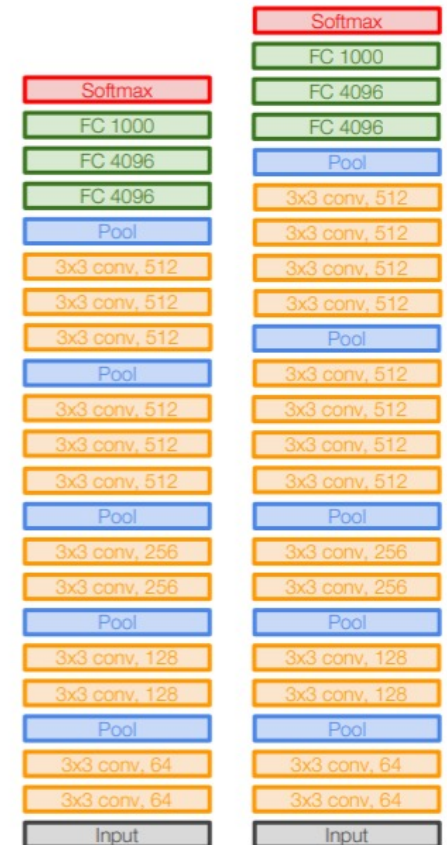 Softmax
FC 1000
FC 4096
FC 4096
Pool
3x3 conv, 512
3x3 conv, 512
3x3 conv, 512
Pool
3x3 conv, 512
3x3 conv, 512
3x3 conv, 512
Pool
3x3 conv, 256
3x3 conv, 256
Pool
3x3 conv, 128
3x3 conv, 128
Pool
3x3 conv, 64
3x3 conv, 64
Input
Softmax
FC 1000
FC 4096
FC 4096
Pool
3x3 conv, 512
3x3 conv, 512
3x3 conv, 512
3x3 conv, 512
Pool
3x3 conv, 512
3x3 conv, 512
3x3 conv, 512
3x3 conv, 512
Pool
3x3 conv, 256
3x3 conv, 256
Pool
3x3 conv, 128
3x3 conv, 128
Pool
3x3 conv, 64
3x3 conv, 64
Input